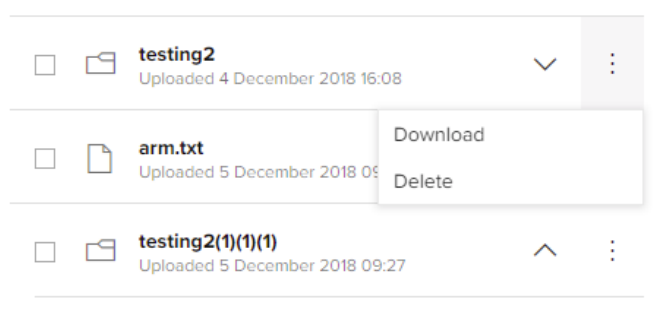 testing2
Uploaded 4 December 2018 16:08
Download
arm.txt
Uploaded 5 December 2018
Delete
testing2(1)(1)(1)
Uploaded 5 December 2018 09:27